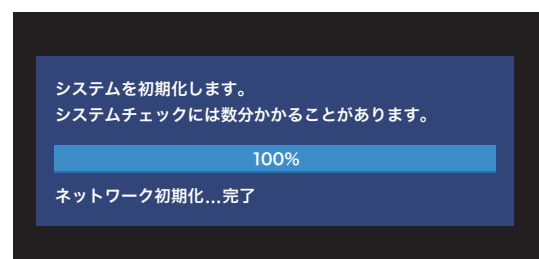 システムを初期化します。
システムチェックには数分かかることがあります。
100%
ネットワーク初期化...完了